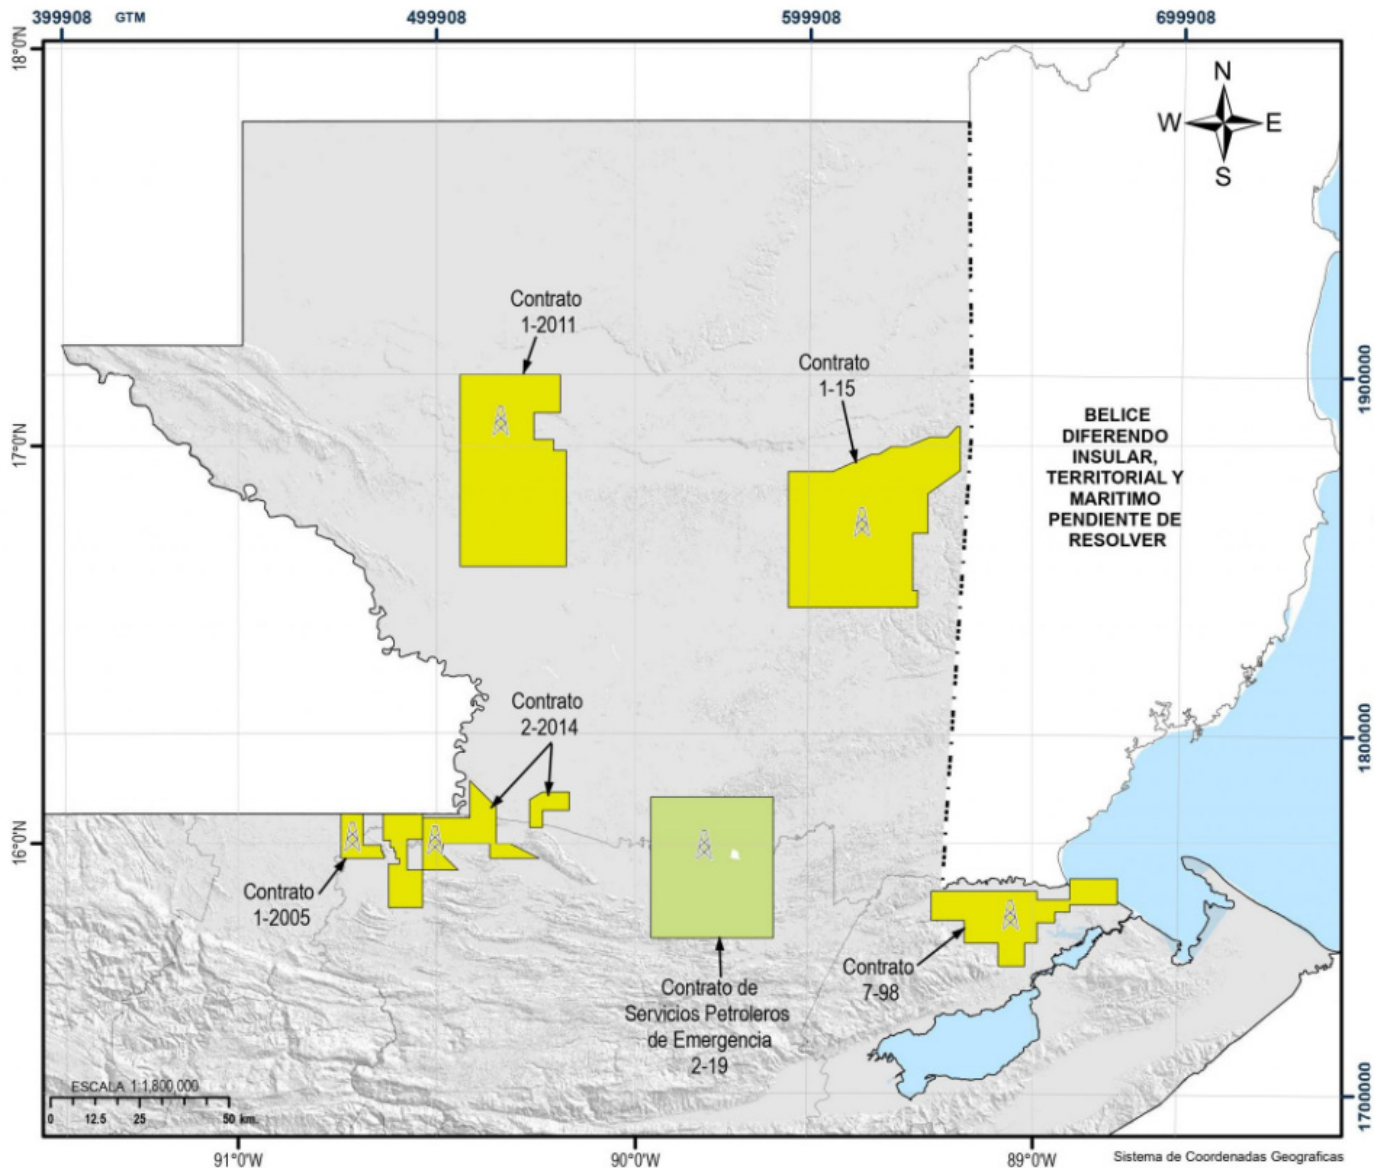 399908 GTM 499908 599908 699908
18°0'N
N
W E
S
Contrato
1-2011
Contrato
1-15
1900000
BELICE
DIFERENDO
INSULAR,
TERRITORIAL Y
MARITIMO
PENDIENTE DE
RESOLVER
17°0'N
Contrato
2-2014
1800000
16°0'N
Contrato
1-2005
Contrato
7-98
Contrato de
Servicios Petroleros
de Emergencia
2-19
ESCALA 1:1,800,000
0 12.5 25 50 km.
1700000
91°0'W 90°0'W 89°0'W
Sistema de Coordenadas Geograficas